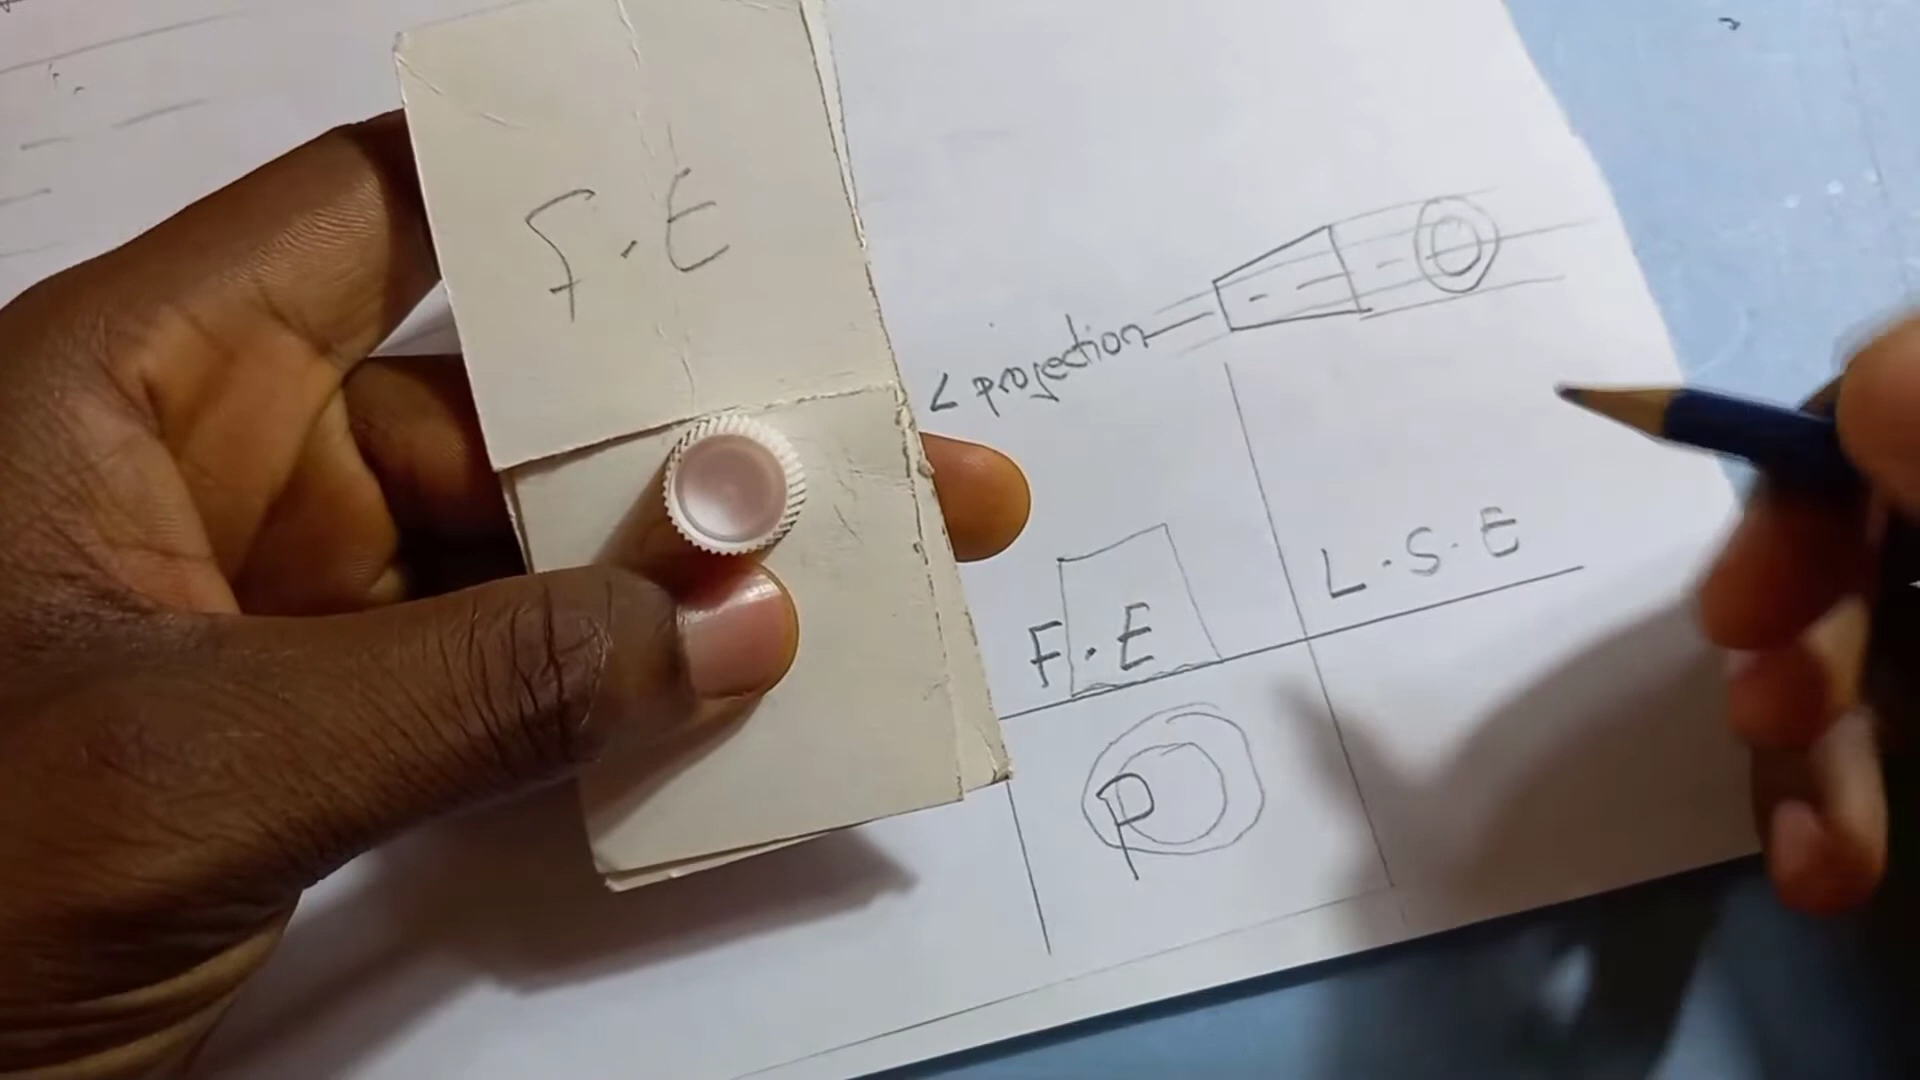 F.E
< projection
L.S.E
F.E
P